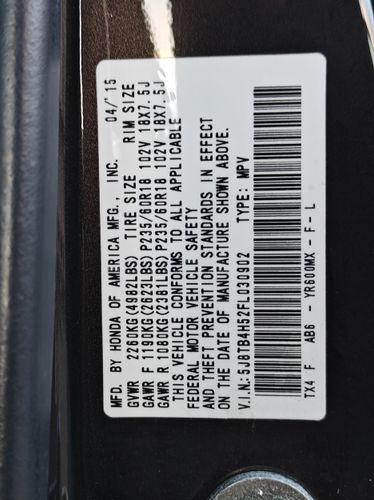 MFD. BY HONDA OF AMERICA MFG., INC. 04/'15
GVWR 2260KG(4982LBS) TIRE SIZE RIM SIZE
GAWR F 1190KG(2623LBS)P235/60R18 102V 18X7.5J
GAWR R 1080KG(2381LBS)P235/60R18 102V 18X7.5J
THIS VEHICLE CONFORMS TO ALL APPLICABLE
FEDERAL MOTOR VEHICLE SAFETY
AND THEFT PREVENTION STANDARDS IN EFFECT
ON THE DATE OF MANUFACTURE SHOWN ABOVE.
V.I.N:5J8TB4H52FL030902 TYPE: MPV
TX4 F AB6 - YR600MX - F - L